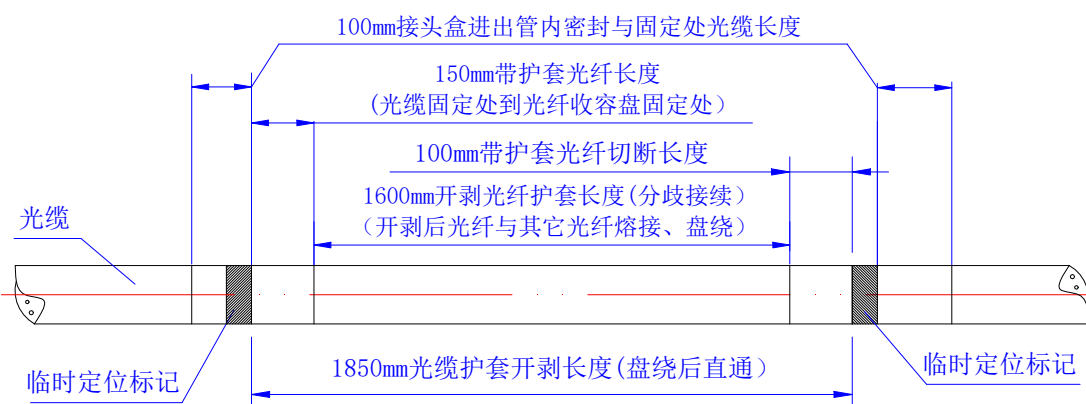 100mm接头盒进出管内密封与固定处光缆长度
150mm带护套光纤长度
(光缆固定处到光纤收容盘固定处）
100mm带护套光纤切断长度
1600mm开剥光纤护套长度(分歧接续）
（开剥后光纤与其它光纤熔接、盘绕）
光缆
1850mm光缆护套开剥长度(盘绕后直通）
临时定位标记
临时定位标记